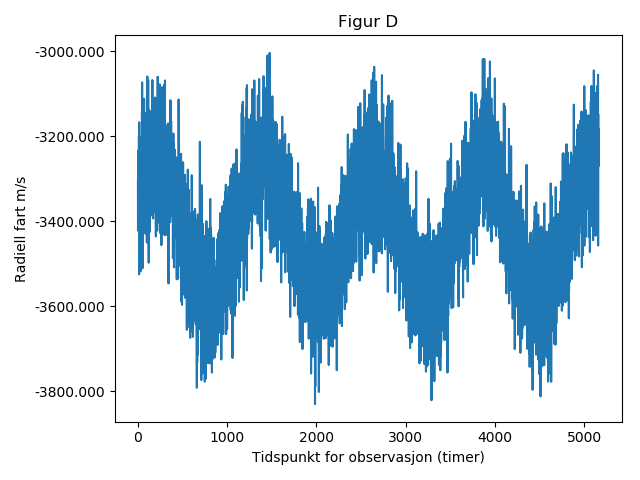 Figur D
-3000.000
-3200.000
-3400.000
-3600.000
-3800.000
Radiell fart m/s
0 1000 2000 3000 4000 5000
Tidspunkt for observasjon (timer)